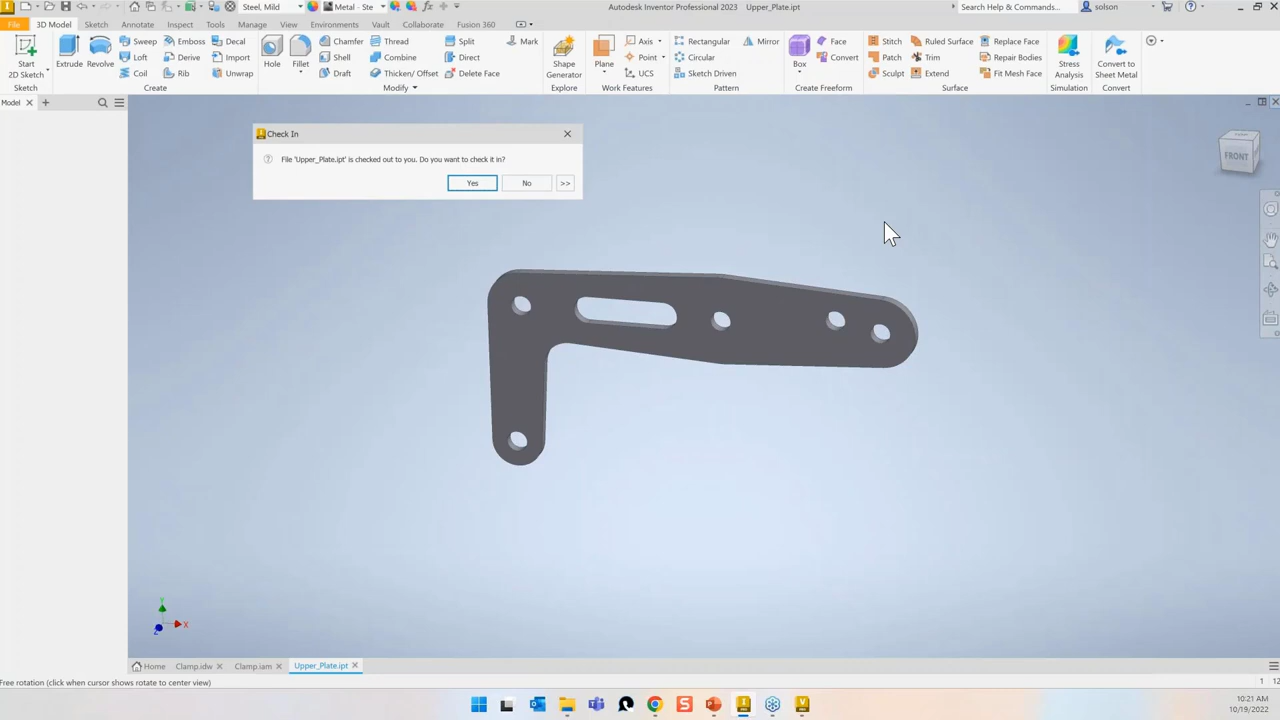 Steel, Mild
Metal - Ste
Autodesk Inventor Professional 2023 Upper_Plate.ipt
Search Help & Commands...
solson
File
3D Model
Sketch
Annotate
Inspect
Tools
Manage
View
Environments
Vault
Collaborate
Fusion 360
Start
2D Sketch
Extrude
Revolve
Sweep
Loft
Coil
Emboss
Derive
Rib
Decal
Import
Unwrap
Hole
Fillet
Chamfer
Shell
Draft
Thread
Combine
Thicken/ Offset
Split
Direct
Delete Face
Mark
Shape
Generator
Plane
Axis
Point
UCS
Rectangular
Circular
Sketch Driven
Mirror
Box
Face
Convert
Stitch
Patch
Sculpt
Ruled Surface
Trim
Extend
Replace Face
Repair Bodies
Fit Mesh Face
Stress
Analysis
Convert to
Sheet Metal
Sketch
Create
Modify
Explore
Work Features
Pattern
Create Freeform
Surface
Simulation
Convert
Model
Check In
File 'Upper_Plate.ipt' is checked out to you. Do you want to check it in?
Yes
No
>>
FRONT
Y
X
Z
Home
Clamp.idw
Clamp.iam
Upper_Plate.ipt
Free rotation (click when cursor shows rotate to center view)
1 12
10:21 AM
10/19/2022